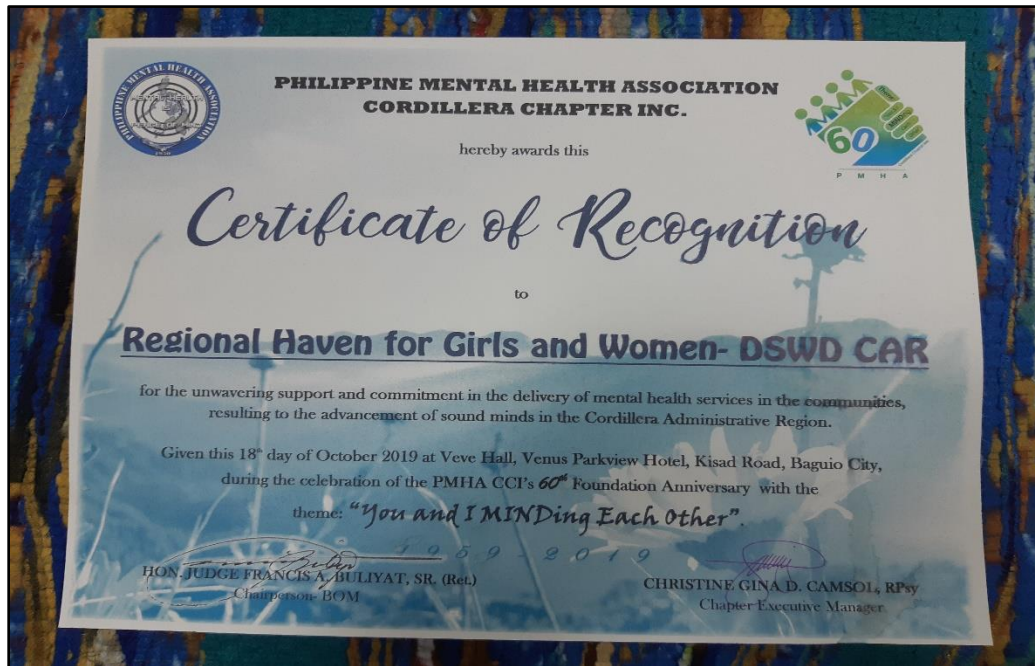 PHILIPPINE MENTAL HEALTH ASSOCIATION
CORDILLERA CHAPTER INC.
PHILIPPINE MENTAL HEALTH ASSOCIATION
60
P M H A
hereby awards this
Certificate of Recognition
to
Regional Haven for Girls and Women- DSWD CAR
for the unwavering support and commitment in the delivery of mental health services in the communities,
resulting to the advancement of sound minds in the Cordillera Administrative Region.
Given this 18th day of October 2019 at Veve Hall, Venus Parkview Hotel, Kisad Road, Baguio City,
during the celebration of the PMHA CCI's 60th Foundation Anniversary with the
theme: "You and I MINDing Each Other".
1959-2019
HON. JUDGE FRANCIS A. BULIYAT, SR. (Ret.)
Chairperson- BOM
CHRISTINE GINA D. CAMSOL, RPsy
Chapter Executive Manager